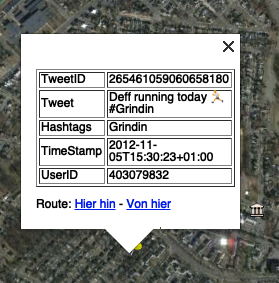 TweetID 265461059060658180
Tweet Deff running today 🏃 #Grindin
Hashtags Grindin
TimeStamp 2012-11-05T15:30:23+01:00
UserID 403079832
Route: Hier hin - Von hier